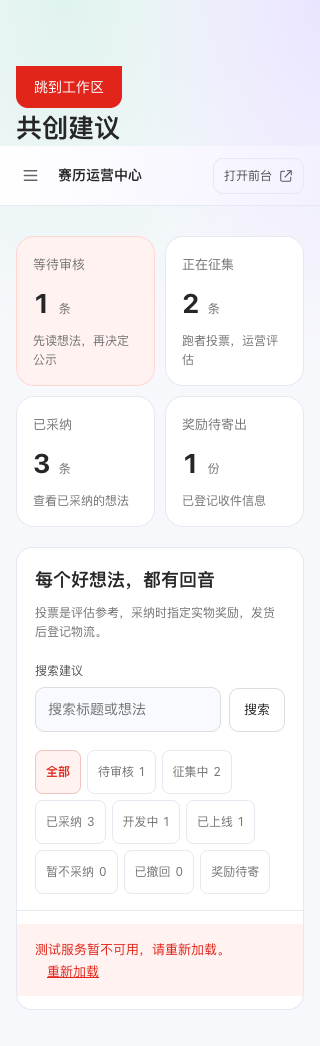 跳到工作区
共创建议
赛历运营中心
打开前台
等待审核
1 条
先读想法，再决定
公示
正在征集
2 条
跑者投票，运营评
估
已采纳
3 条
查看已采纳的想法
奖励待寄出
1 份
已登记收件信息
每个好想法，都有回音
投票是评估参考，采纳时指定实物奖励，发货
后登记物流。
搜索建议
搜索标题或想法
搜索
全部
待审核 1
征集中 2
已采纳 3
开发中 1
已上线 1
暂不采纳 0
已撤回 0
奖励待寄
测试服务暂不可用，请重新加载。
重新加载